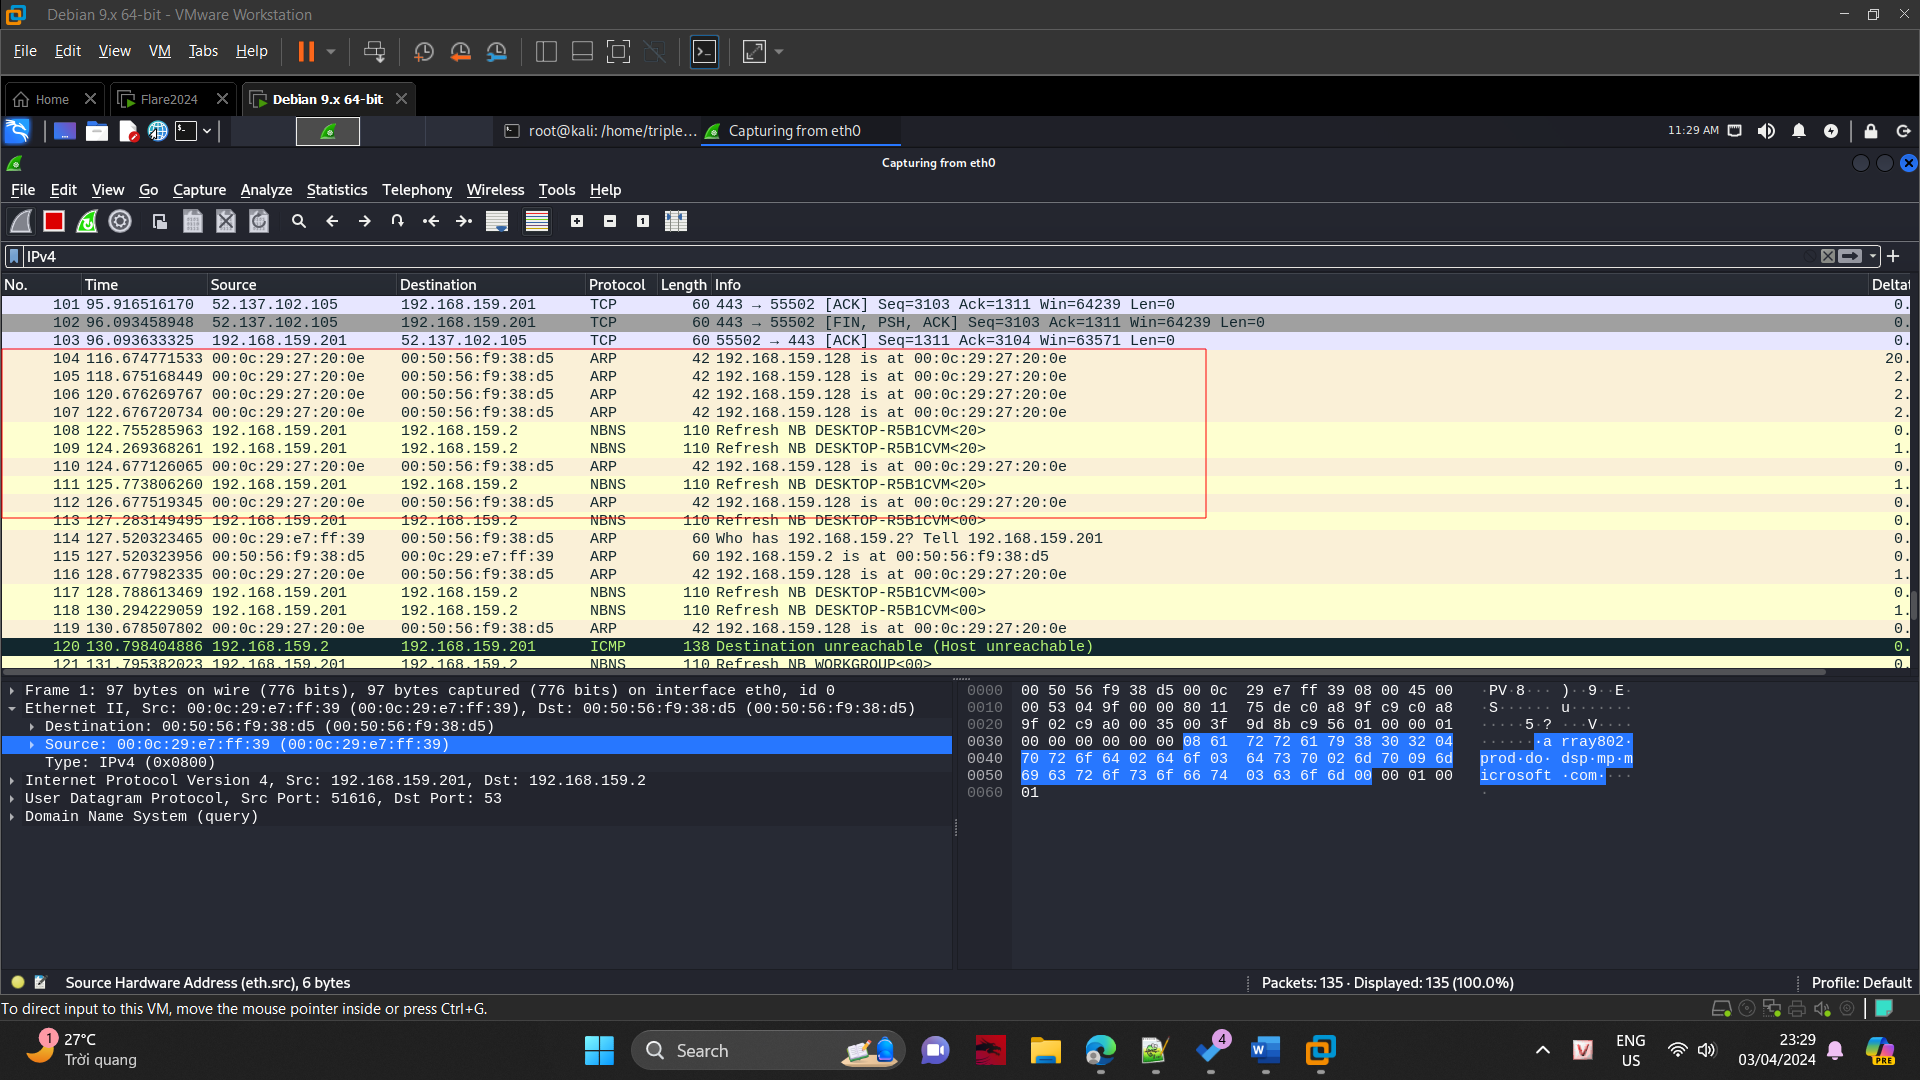 Debian 9.x 64-bit - VMware Workstation
File Edit View VM Tabs Help
Home Flare2024 Debian 9.x 64-bit
root@kali: /home/triple... Capturing from eth0 11:29 AM
Capturing from eth0
File Edit View Go Capture Analyze Statistics Telephony Wireless Tools Help
IPv4
No. Time Source Destination Protocol Length Info Deltat
101 95.916516170 52.137.102.105 192.168.159.201 TCP 60 443 → 55502 [ACK] Seq=3103 Ack=1311 Win=64239 Len=0 0.
102 96.093458948 52.137.102.105 192.168.159.201 TCP 60 443 → 55502 [FIN, PSH, ACK] Seq=3103 Ack=1311 Win=64239 Len=0 0.
103 96.093633325 192.168.159.201 52.137.102.105 TCP 60 55502 → 443 [ACK] Seq=1311 Ack=3104 Win=63571 Len=0 0.
104 116.674771533 00:0c:29:27:20:0e 00:50:56:f9:38:d5 ARP 42 192.168.159.128 is at 00:0c:29:27:20:0e 20.
105 118.675168449 00:0c:29:27:20:0e 00:50:56:f9:38:d5 ARP 42 192.168.159.128 is at 00:0c:29:27:20:0e 2.
106 120.676269767 00:0c:29:27:20:0e 00:50:56:f9:38:d5 ARP 42 192.168.159.128 is at 00:0c:29:27:20:0e 2.
107 122.676720734 00:0c:29:27:20:0e 00:50:56:f9:38:d5 ARP 42 192.168.159.128 is at 00:0c:29:27:20:0e 2.
108 122.755285963 192.168.159.201 192.168.159.2 NBNS 110 Refresh NB DESKTOP-R5B1CVM<20> 0.
109 124.269368261 192.168.159.201 192.168.159.2 NBNS 110 Refresh NB DESKTOP-R5B1CVM<20> 1.
110 124.677126065 00:0c:29:27:20:0e 00:50:56:f9:38:d5 ARP 42 192.168.159.128 is at 00:0c:29:27:20:0e 0.
111 125.773806260 192.168.159.201 192.168.159.2 NBNS 110 Refresh NB DESKTOP-R5B1CVM<20> 1.
112 126.677519345 00:0c:29:27:20:0e 00:50:56:f9:38:d5 ARP 42 192.168.159.128 is at 00:0c:29:27:20:0e 0.
113 127.283149495 192.168.159.201 192.168.159.2 NBNS 110 Refresh NB DESKTOP-R5B1CVM<00> 0.
114 127.520323465 00:0c:29:e7:ff:39 00:50:56:f9:38:d5 ARP 60 Who has 192.168.159.2? Tell 192.168.159.201 0.
115 127.520323956 00:50:56:f9:38:d5 00:0c:29:e7:ff:39 ARP 60 192.168.159.2 is at 00:50:56:f9:38:d5 0.
116 128.677982335 00:0c:29:27:20:0e 00:50:56:f9:38:d5 ARP 42 192.168.159.128 is at 00:0c:29:27:20:0e 1.
117 128.788613469 192.168.159.201 192.168.159.2 NBNS 110 Refresh NB DESKTOP-R5B1CVM<00> 0.
118 130.294229059 192.168.159.201 192.168.159.2 NBNS 110 Refresh NB DESKTOP-R5B1CVM<00> 1.
119 130.678507802 00:0c:29:27:20:0e 00:50:56:f9:38:d5 ARP 42 192.168.159.128 is at 00:0c:29:27:20:0e 0.
120 130.798404886 192.168.159.2 192.168.159.201 ICMP 138 Destination unreachable (Host unreachable) 0.
121 131.795382023 192.168.159.201 192.168.159.2 NBNS 110 Refresh NB WORKGROUP<00> 0.
Frame 1: 97 bytes on wire (776 bits), 97 bytes captured (776 bits) on interface eth0, id 0
Ethernet II, Src: 00:0c:29:e7:ff:39 (00:0c:29:e7:ff:39), Dst: 00:50:56:f9:38:d5 (00:50:56:f9:38:d5)
Destination: 00:50:56:f9:38:d5 (00:50:56:f9:38:d5)
Source: 00:0c:29:e7:ff:39 (00:0c:29:e7:ff:39)
Type: IPv4 (0x0800)
Internet Protocol Version 4, Src: 192.168.159.201, Dst: 192.168.159.2
User Datagram Protocol, Src Port: 51616, Dst Port: 53
Domain Name System (query)
0000 00 50 56 f9 38 d5 00 0c 29 e7 ff 39 08 00 45 00 ·PV·8··· )··9··E·
0010 00 53 04 9f 00 00 80 11 75 de c0 a8 9f c9 c0 a8 ·S······ u·······
0020 9f 02 c9 a0 00 35 00 3f 9d 8b c9 56 01 00 00 01 ·····5·? ···V····
0030 00 00 00 00 00 00 08 61 72 72 61 79 38 30 32 04 ·······a rray802·
0040 70 72 6f 64 02 64 6f 03 64 73 70 02 6d 70 09 6d prod·do· dsp·mp·m
0050 69 63 72 6f 73 6f 66 74 03 63 6f 6d 00 00 01 00 icrosoft ·com····
0060 01 ·
Source Hardware Address (eth.src), 6 bytes Packets: 135 · Displayed: 135 (100.0%) Profile: Default
To direct input to this VM, move the mouse pointer inside or press Ctrl+G.
1 27°C
Trời quang
Search
4
ENG
US
23:29
03/04/2024
PRE